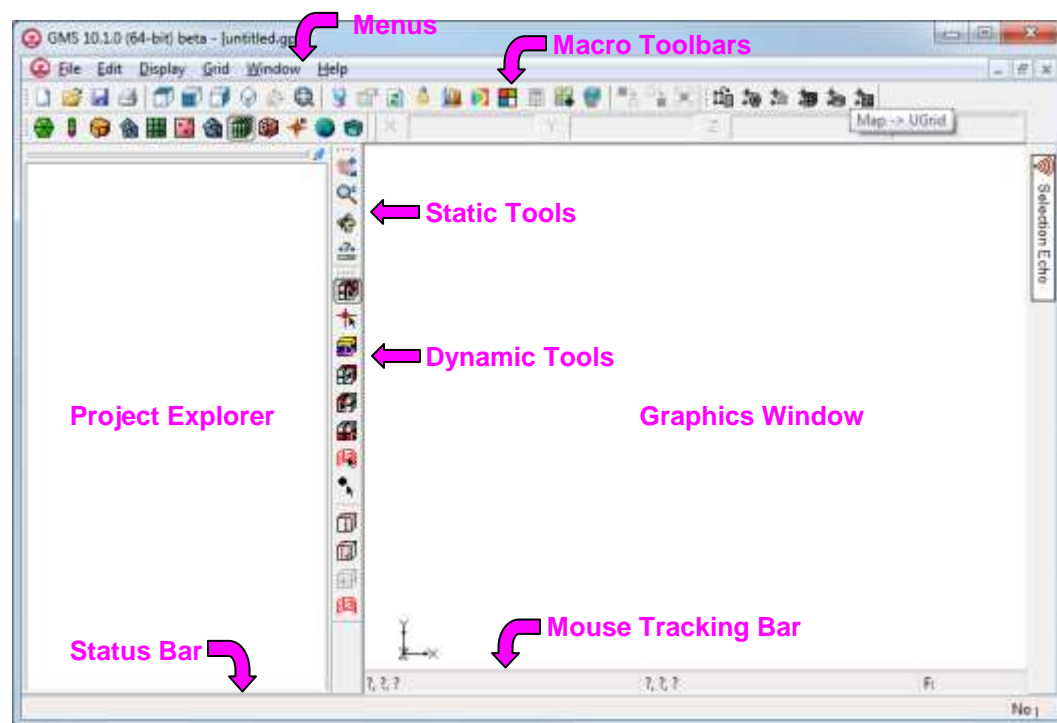 GMS 10.1.0 (64-bit) beta - [untitled.gp
Menus
Macro Toolbars
File Edit Display Grid Window Help
X Y Z
Map -> UGrid
Static Tools
Selection Echo
Dynamic Tools
Project Explorer
Graphics Window
Y
X
Mouse Tracking Bar
Status Bar
?, ?, ?
?, ?, ?
F:
No